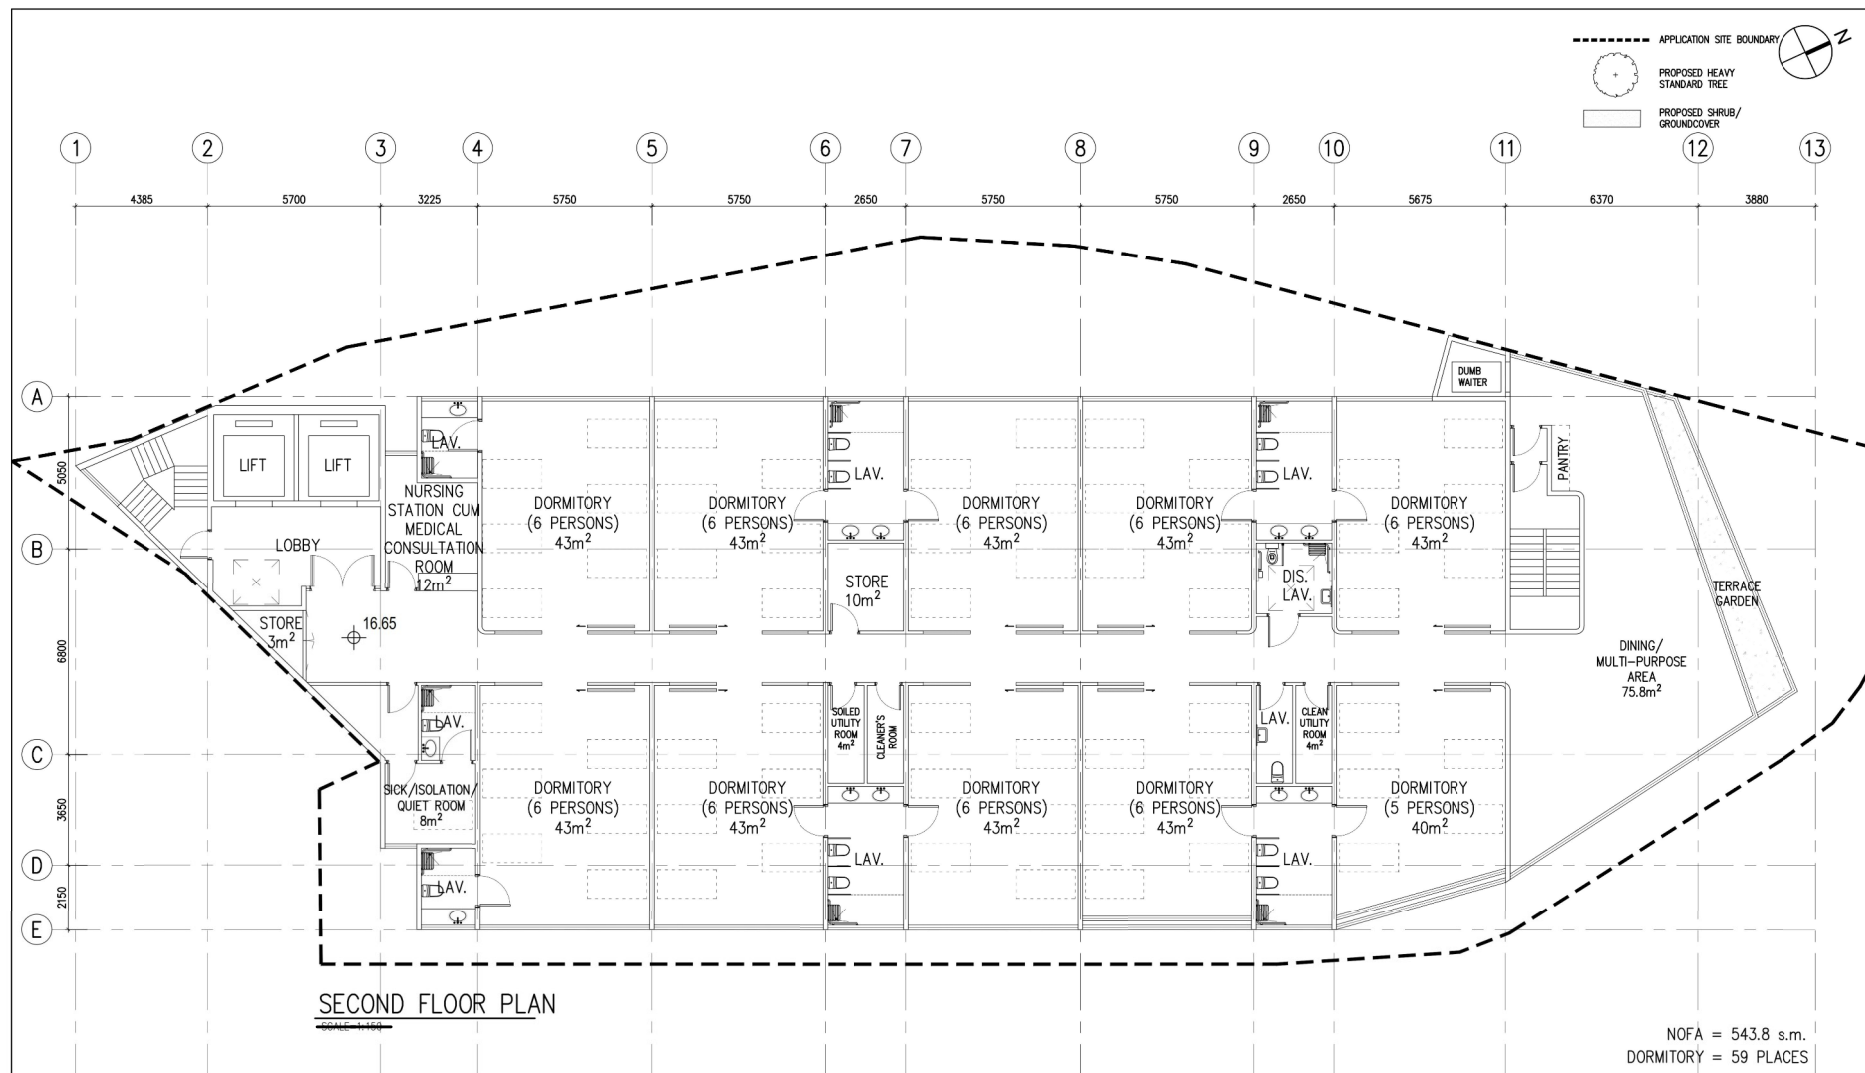 APPLICATION SITE BOUNDARY
N
PROPOSED HEAVY
STANDARD TREE
PROPOSED SHRUB/
GROUNDCOVER
1
2
3
4
5
6
7
8
9
10
11
12
13
4385
5700
3225
5750
5750
2650
5750
5750
2650
5675
6370
3880
A
B
C
D
E
5050
6800
3650
2150
DUMB
WAITER
LIFT
LIFT
LAV.
NURSING
STATION CUM
MEDICAL
CONSULTATION
ROOM
12m²
DORMITORY
(6 PERSONS)
43m²
DORMITORY
(6 PERSONS)
43m²
LAV.
DORMITORY
(6 PERSONS)
43m²
DORMITORY
(6 PERSONS)
43m²
LAV.
DORMITORY
(6 PERSONS)
43m²
PANTRY
LOBBY
STORE
10m²
DIS.
LAV.
TERRACE
GARDEN
STORE
3m²
16.65
DINING/
MULTI-PURPOSE
AREA
75.8m²
LAV.
SOILED
UTILITY
ROOM
4m²
CLEANER'S
ROOM
LAV.
CLEAN
UTILITY
ROOM
4m²
SICK/ISOLATION/
QUIET ROOM
8m²
DORMITORY
(6 PERSONS)
43m²
DORMITORY
(6 PERSONS)
43m²
DORMITORY
(6 PERSONS)
43m²
DORMITORY
(6 PERSONS)
43m²
DORMITORY
(5 PERSONS)
40m²
LAV.
LAV.
LAV.
SECOND FLOOR PLAN
SCALE 1:150
NOFA = 543.8 s.m.
DORMITORY = 59 PLACES